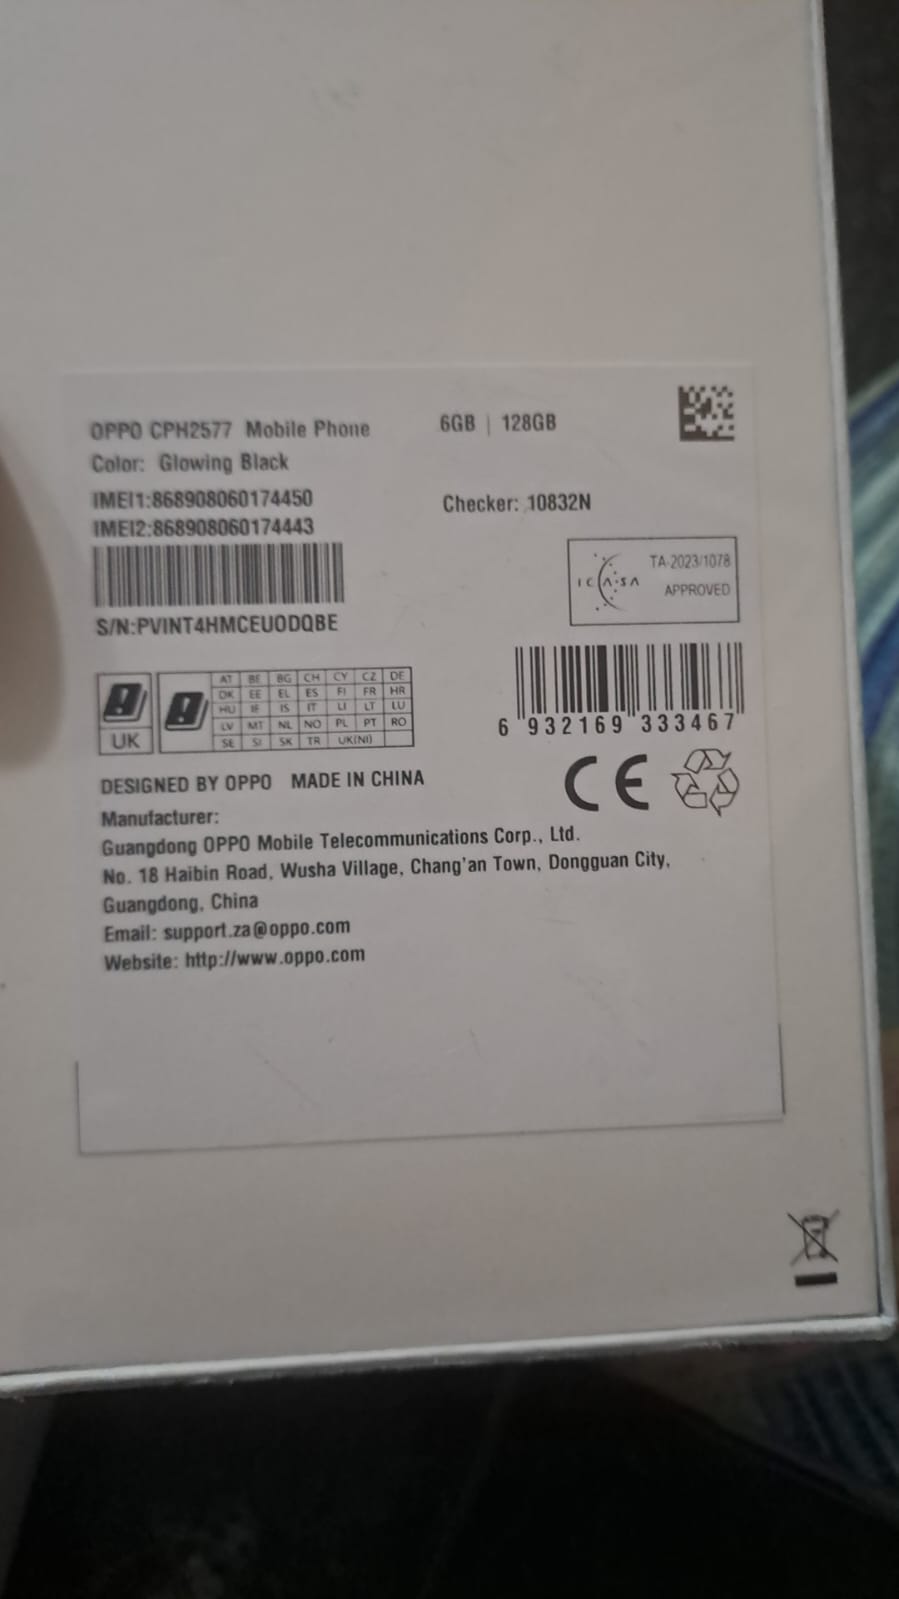 OPPO CPH2577 Mobile Phone 6GB | 128GB
Color: Glowing Black
IMEI1:868908060174450
IMEI2:868908060174443
Checker: 10832N
ICASA TA-2023/1078
APPROVED
S/N:PVINT4HMCEUODQBE
UK
AT BE BG CH CY CZ DE
DK EE EL ES FI FR HR
HU IE IS IT LI LT LU
LV MT NL NO PL PT RO
SE SI SK TR UK(NI)
6 932169 333467
DESIGNED BY OPPO MADE IN CHINA
CE
Manufacturer:
Guangdong OPPO Mobile Telecommunications Corp., Ltd.
No. 18 Haibin Road, Wusha Village, Chang'an Town, Dongguan City,
Guangdong, China
Email: support.za@oppo.com
Website: http://www.oppo.com